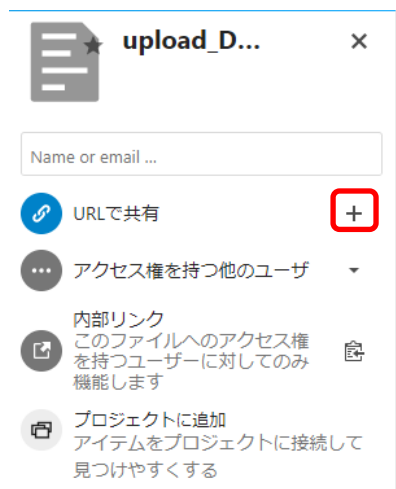 upload_D...
Name or email ...
URLで共有
アクセス権を持つ他のユーザ
内部リンク
このファイルへのアクセス権
を持つユーザーに対してのみ
機能します
プロジェクトに追加
アイテムをプロジェクトに接続して
見つけやすくする